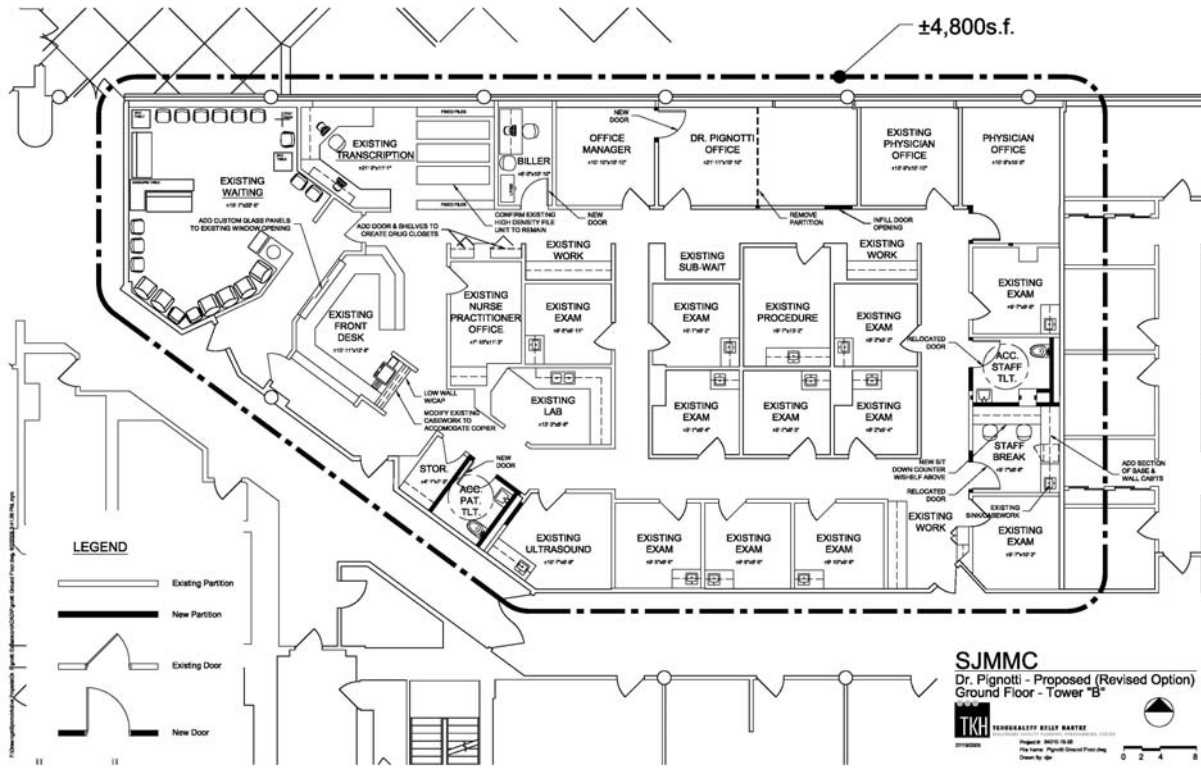 ±4,800s.f.
NEW
DOOR
OFFICE
MANAGER
DR. PIGNOTTI
OFFICE
EXISTING
PHYSICIAN
OFFICE
PHYSICIAN
OFFICE
EXISTING
TRANSCRIPTION
BILLER
EXISTING
WAITING
ADD CUSTOM GLASS PANELS
TO EXISTING WINDOW OPENING
ADD DOOR & SHELVES TO
CREATE DRUG CLOSETS
CONFIRM EXISTING
HIGH DENSITY FILE
UNIT TO REMAIN
NEW
DOOR
REMOVE
PARTITION
INFILL DOOR
OPENING
EXISTING
WORK
EXISTING
SUB-WAIT
EXISTING
WORK
EXISTING
NURSE
PRACTITIONER
OFFICE
EXISTING
EXAM
EXISTING
EXAM
EXISTING
PROCEDURE
EXISTING
EXAM
EXISTING
EXAM
EXISTING
FRONT
DESK
RELOCATED
DOOR
ACC.
STAFF
TLT.
LOW WALL
W/CAP
MODIFY EXISTING
CASEWORK TO
ACCOMODATE COPIER
EXISTING
LAB
EXISTING
EXAM
EXISTING
EXAM
EXISTING
EXAM
STAFF
BREAK
NEW SIT
DOWN COUNTER
W/SHELF ABOVE
RELOCATED
DOOR
ADD SECTION
OF BASE &
WALL CAB'TS
STOR.
NEW
DOOR
ACC.
PAT.
TLT.
EXISTING
SINK/CASEWORK
EXISTING
WORK
EXISTING
ULTRASOUND
EXISTING
EXAM
EXISTING
EXAM
EXISTING
EXAM
EXISTING
EXAM
LEGEND
Existing Partition
New Partition
Existing Door
New Door
SJMMC
Dr. Pignotti - Proposed (Revised Option)
Ground Floor - Tower "B"
TKH
File name: Pignotti Ground Floor.dwg
0 2 4 8